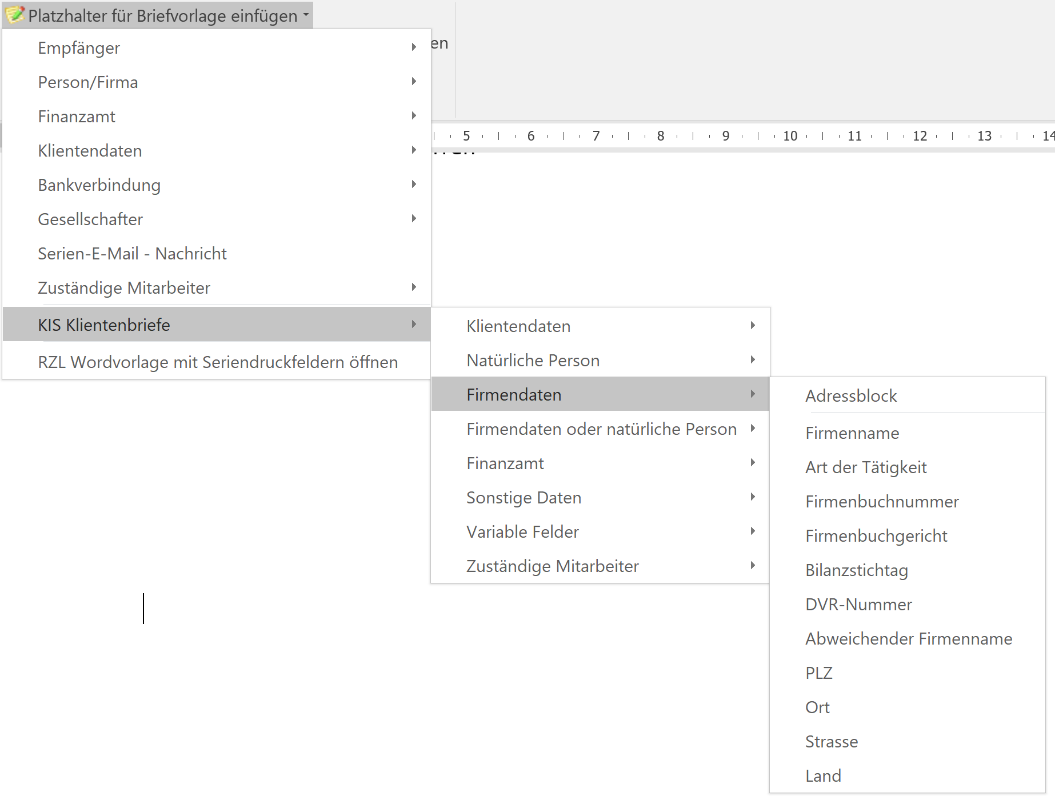 Platzhalter für Briefvorlage einfügen
Empfänger
en
Person/Firma
Finanzamt
5 6 7 8 9 10 11 12 13 14
Klientendaten
Bankverbindung
Gesellschafter
Serien-E-Mail - Nachricht
Zuständige Mitarbeiter
KIS Klientenbriefe
RZL Wordvorlage mit Seriendruckfeldern öffnen
Klientendaten
Natürliche Person
Firmendaten
Firmendaten oder natürliche Person
Finanzamt
Sonstige Daten
Variable Felder
Zuständige Mitarbeiter
Adressblock
Firmenname
Art der Tätigkeit
Firmenbuchnummer
Firmenbuchgericht
Bilanzstichtag
DVR-Nummer
Abweichender Firmenname
PLZ
Ort
Strasse
Land